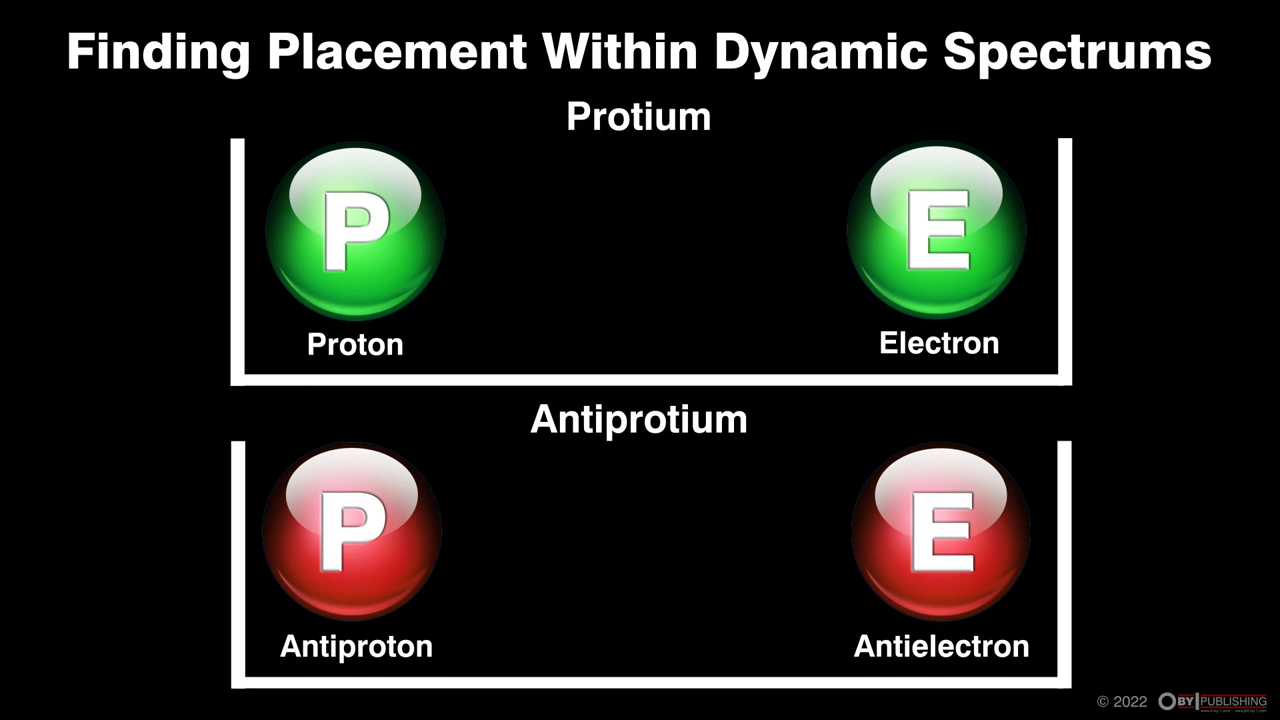 Finding Placement Within Dynamic Spectrums
Protium
P
E
Proton
Electron
Antiprotium
P
E
Antiproton
Antielectron
© 2022 BY PUBLISHING